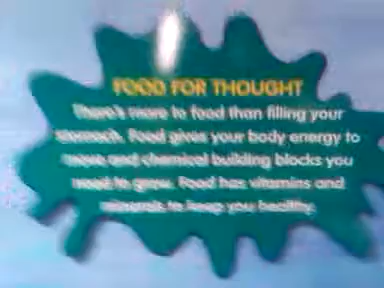 FOOD FOR THOUGHT
There's more to food than filling your
stomach. Food gives your body energy to
move and chemical building blocks you
need to grow. Food has vitamins and
minerals to keep you healthy.